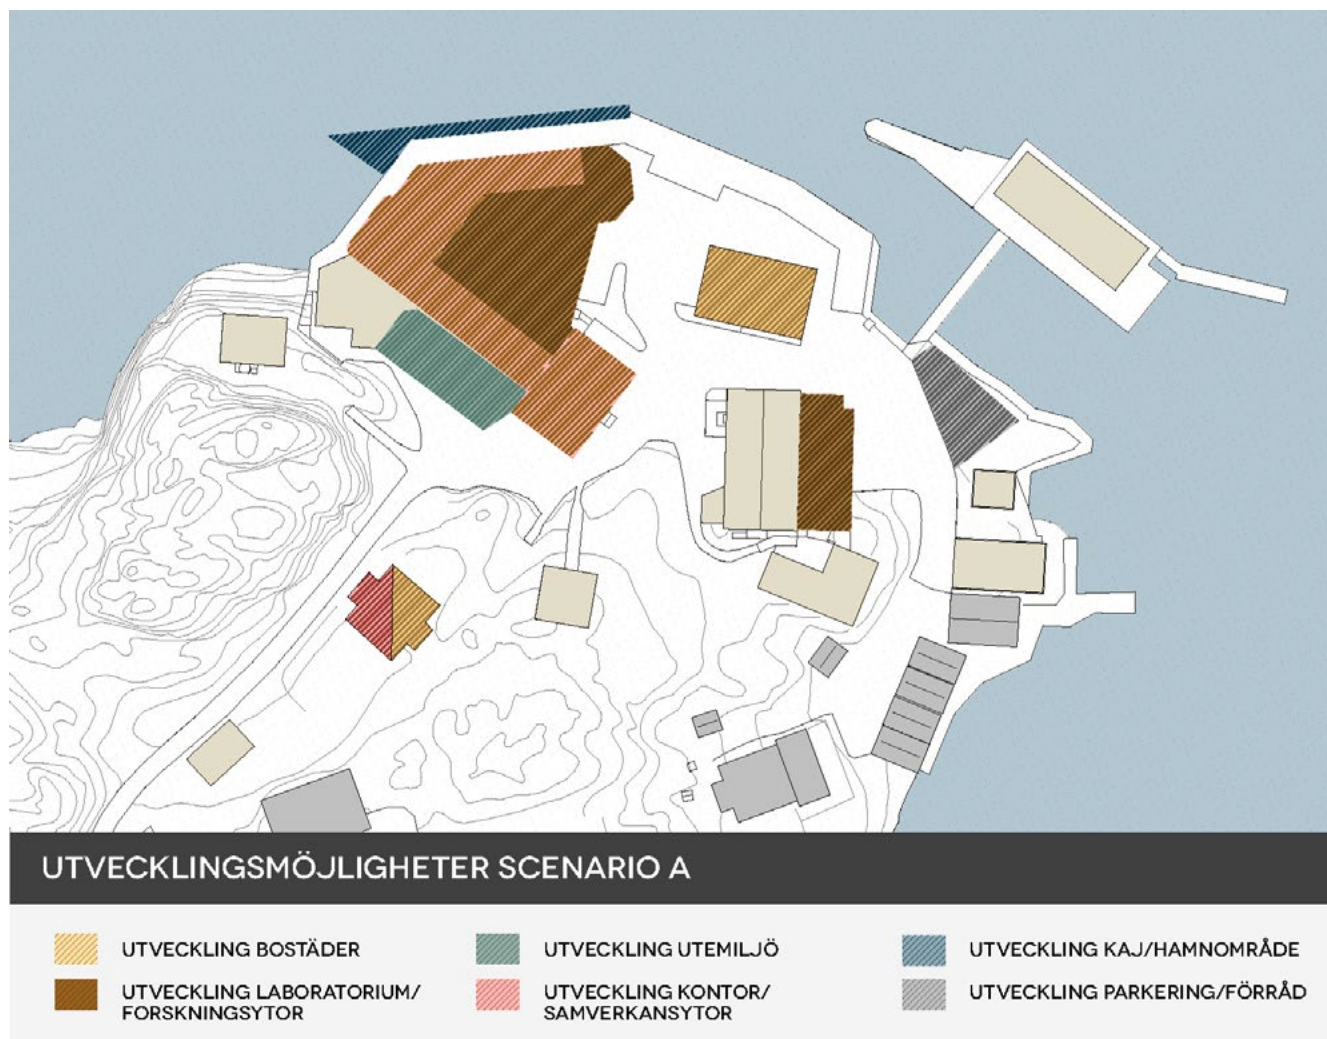 UTVECKLINGSMÖJLIGHETER SCENARIO A
UTVECKLING BOSTÄDER
UTVECKLING LABORATORIUM/
FORSKNINGSYTOR
UTVECKLING UTEMILJÖ
UTVECKLING KONTOR/
SAMVERKANSYTOR
UTVECKLING KAJ/HAMNOMRÅDE
UTVECKLING PARKERING/FÖRRÅD